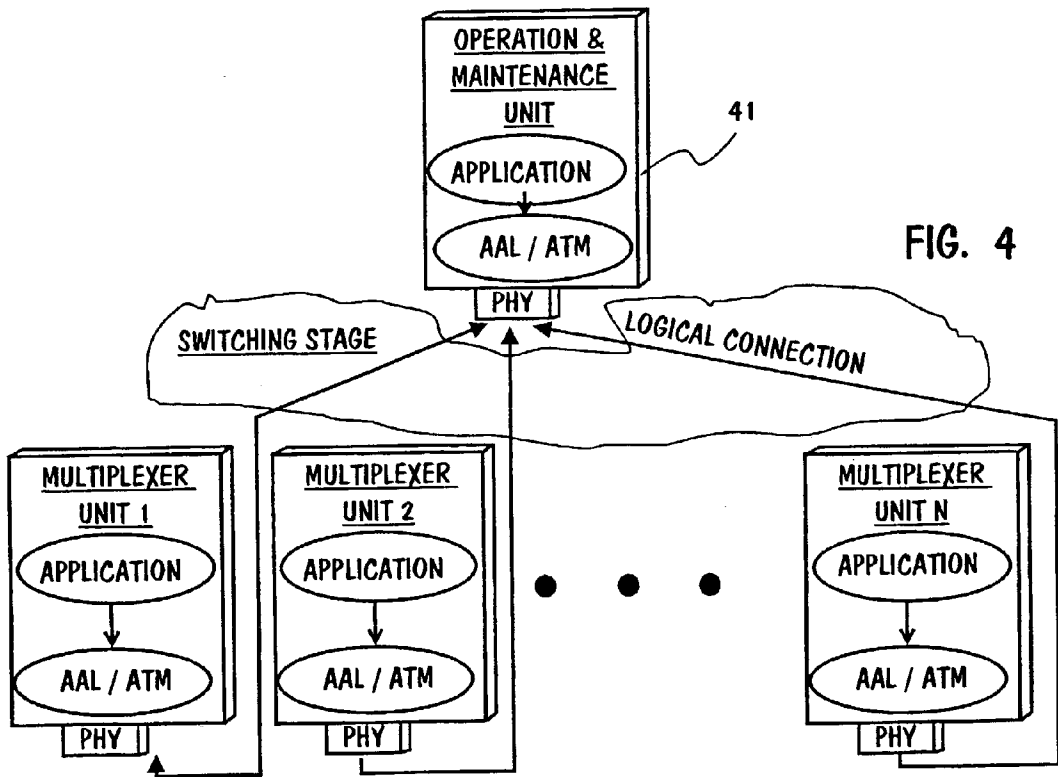 OPERATION &
MAINTENANCE
UNIT
APPLICATION
AAL / ATM
PHY
41
FIG. 4
SWITCHING STAGE
LOGICAL CONNECTION
MULTIPLEXER
UNIT 1
APPLICATION
AAL / ATM
PHY
MULTIPLEXER
UNIT 2
APPLICATION
AAL / ATM
PHY
MULTIPLEXER
UNIT N
APPLICATION
AAL / ATM
PHY